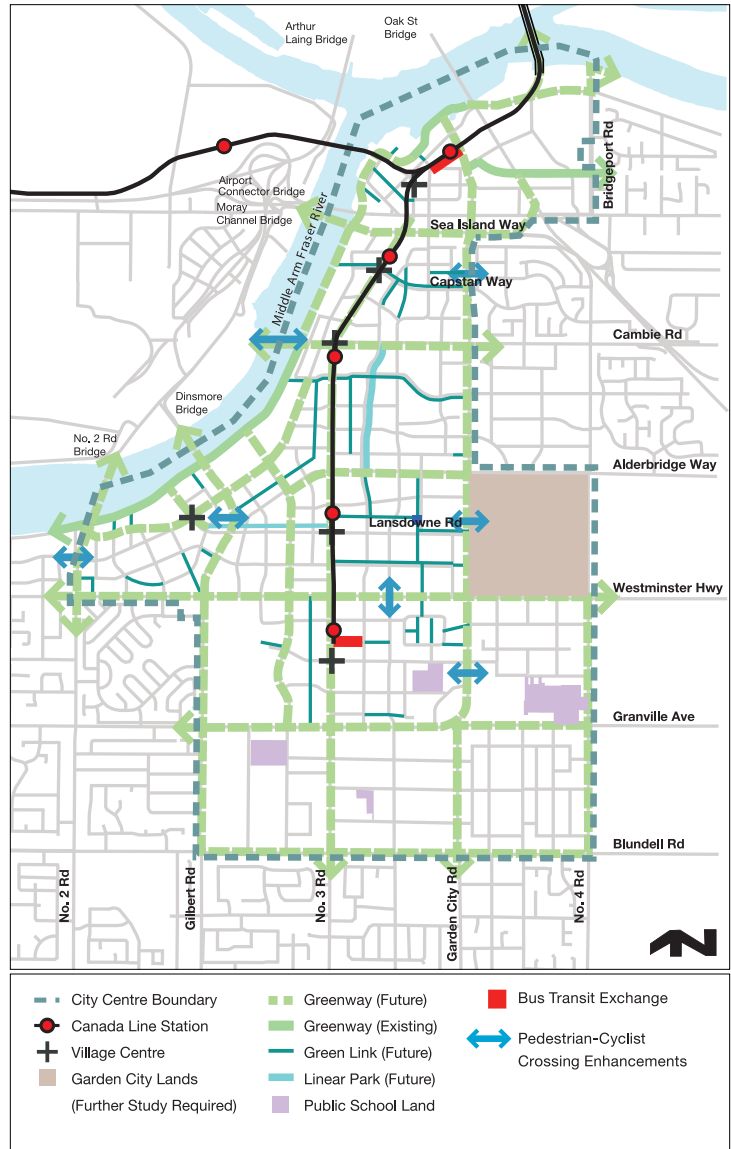 Arthur
Laing Bridge
Oak St
Bridge
Bridgeport Rd
Airport
Connector Bridge
Moray
Channel Bridge
Middle Arm Fraser River
Sea Island Way
Capstan Way
Cambie Rd
Dinsmore
Bridge
No. 2 Rd
Bridge
Alderbridge Way
Lansdowne Rd
Westminster Hwy
Granville Ave
Blundell Rd
No. 2 Rd
Gilbert Rd
No. 3 Rd
Garden City Rd
No. 4 Rd
City Centre Boundary
Canada Line Station
Village Centre
Garden City Lands
(Further Study Required)
Greenway (Future)
Greenway (Existing)
Green Link (Future)
Linear Park (Future)
Public School Land
Bus Transit Exchange
Pedestrian-Cyclist
Crossing Enhancements